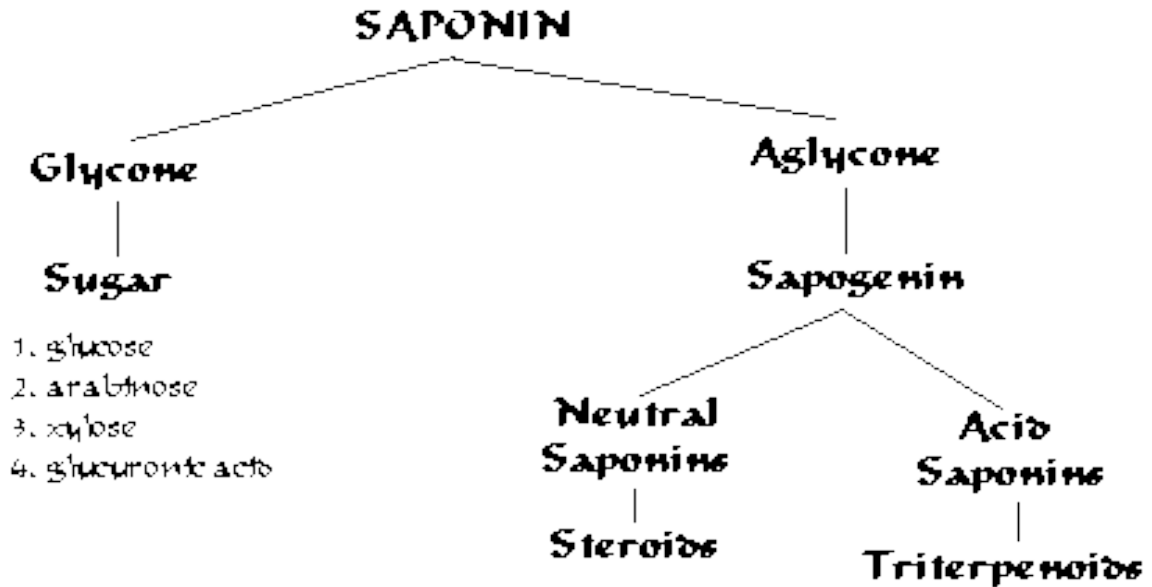 SAPONIN
Glycone
Aglycone
Sugar
Sapogenin
1. glucose
2. arabinose
3. xylose
4. glucuronic acid
Neutral
Saponins
Acid
Saponins
Steroids
Triterpenoids